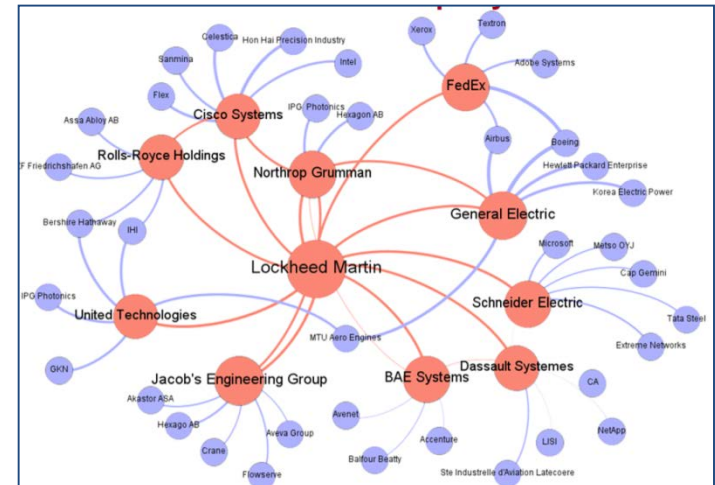 Xerox
Textron
Celestica
Hon Hai Precision Industry
Sanmina
Intel
Adobe Systems
FedEx
Flex
Cisco Systems
IPG Photonics
Hexagon AB
Assa Abloy AB
Airbus
Boeing
Rolls-Royce Holdings
Hewlett Packard Enterprise
F Friedrichshafen AG
Northrop Grumman
Korea Electric Power
General Electric
Bershire Hathaway
IHI
Microsoft
Metso OYJ
Lockheed Martin
Cap Gemini
IPG Photonics
Schneider Electric
United Technologies
Tata Steel
MTU Aero Engines
Extreme Networks
GKN
Dassault Systemes
Jacob's Engineering Group
BAE Systems
CA
Akastor ASA
Avenet
Hexago AB
Aveva Group
NetApp
Accenture
LISI
Crane
Balfour Beatty
Flowserve
Ste Industrelle d'Aviation Latecoere